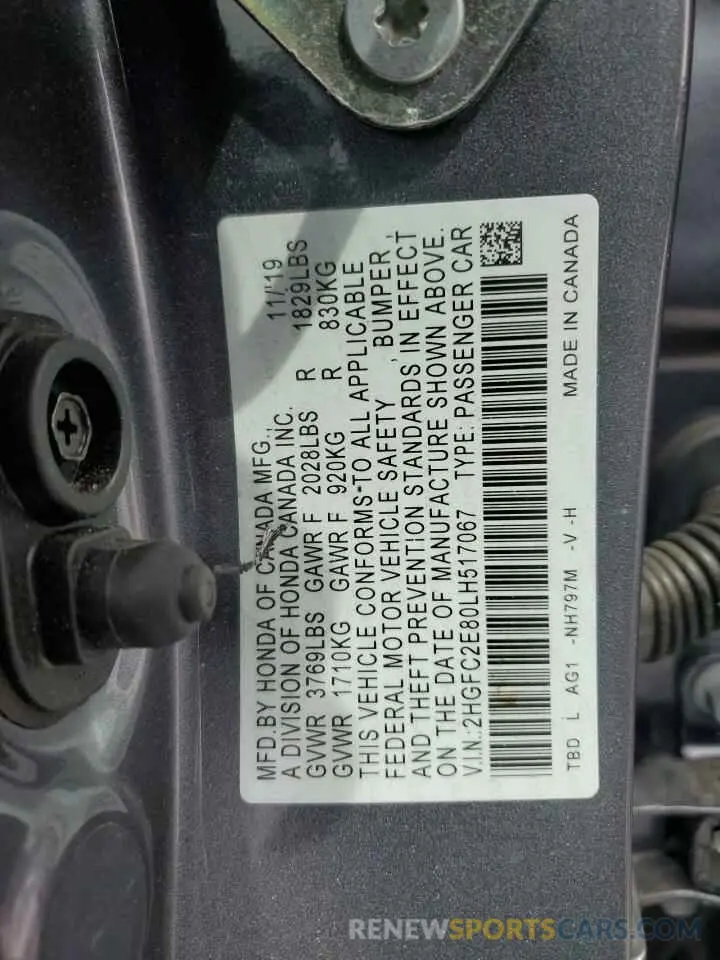 MFD.BY HONDA OF CANADA MFG., 11/'19
A DIVISION OF HONDA CANADA INC.
GVWR 3769LBS GAWR F 2028LBS R 1829LBS
GVWR 1710KG GAWR F 920KG R 830KG
THIS VEHICLE CONFORMS TO ALL APPLICABLE
FEDERAL MOTOR VEHICLE SAFETY, BUMPER,
AND THEFT PREVENTION STANDARDS IN EFFECT
ON THE DATE OF MANUFACTURE SHOWN ABOVE.
V.I.N.:2HGFC2E80LH517067 TYPE: PASSENGER CAR
TBD L AG1 -NH797M -V -H MADE IN CANADA
RENEWSPORTSCARS.COM